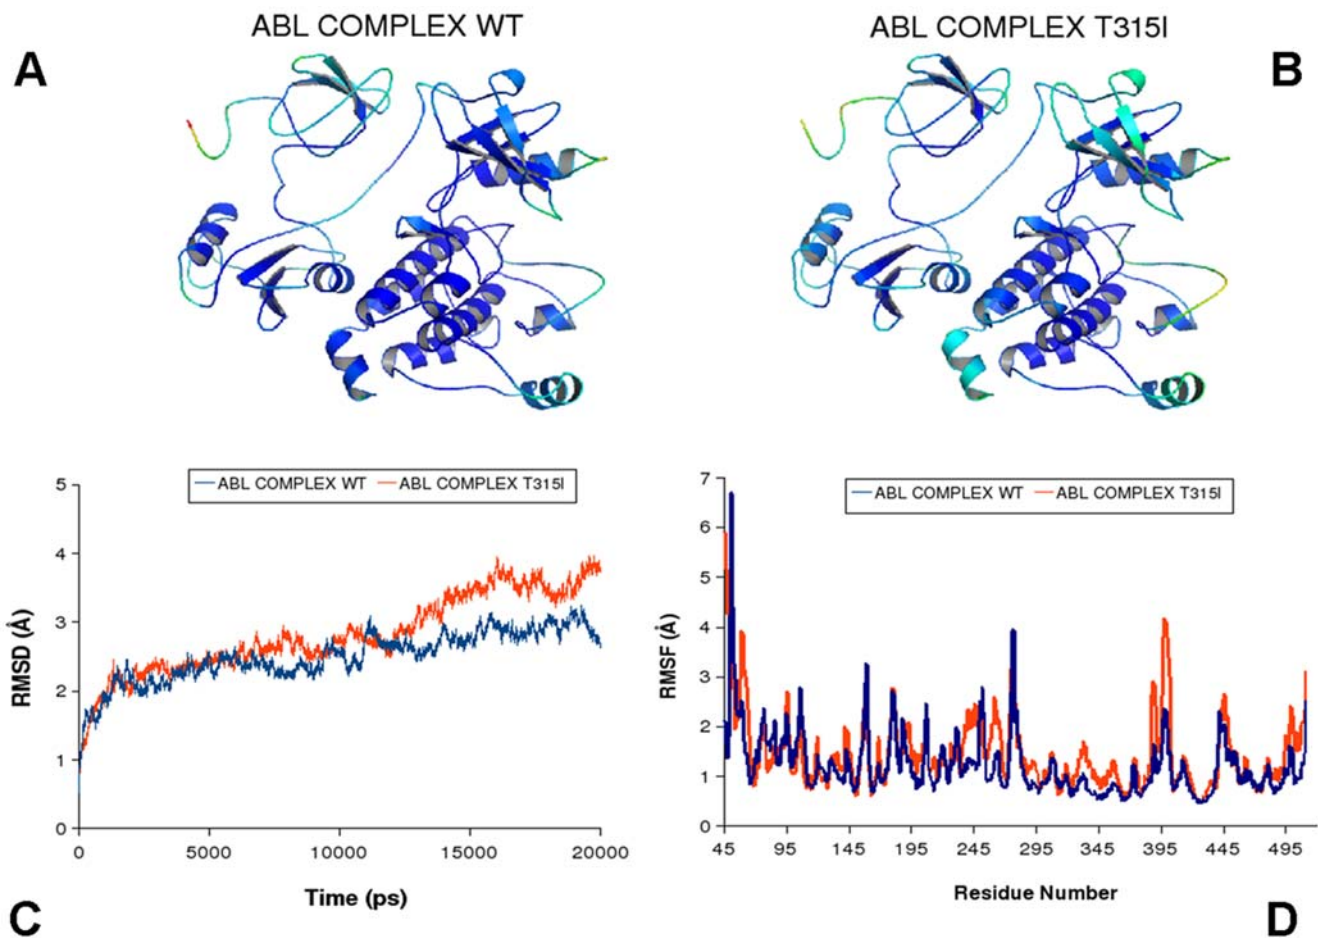 ABL COMPLEX WT
ABL COMPLEX T315I
A
B
ABL COMPLEX WT ABL COMPLEX T315I
5
4
3
2
1
0
RMSD (Å)
0 5000 10000 15000 20000
Time (ps)
C
ABL COMPLEX WT ABL COMPLEX T315I
7
6
5
4
3
2
1
0
RMSF (Å)
45 95 145 195 245 295 345 395 445 495
Residue Number
D